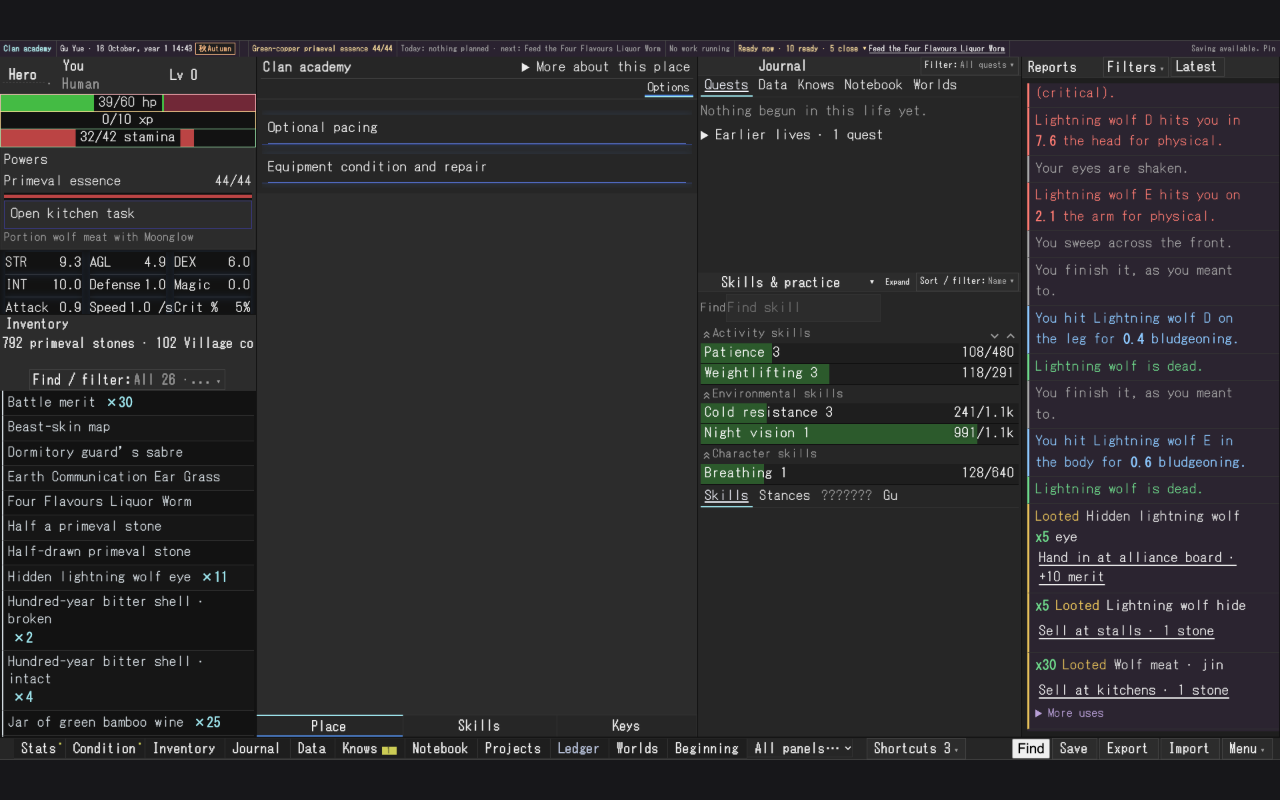 Clan academy Gu Yue · 16 October, year 1 14:43 秋Autumn Green-copper primeval essence 44/44 Today: nothing planned · next: Feed the Four Flavours Liquor Worm No work running Ready now · 10 ready · 5 close ▾ Feed the Four Flavours Liquor Worm Saving available. Pin
Hero · You Human Lv 0
39/60 hp
0/10 xp
32/42 stamina
Powers
Primeval essence 44/44
Open kitchen task
Portion wolf meat with Moonglow
STR 9.3 AGL 4.9 DEX 6.0
INT 10.0 Defense 1.0 Magic 0.0
Attack 0.9 Speed 1.0 /s Crit % 5%
Inventory
792 primeval stones · 102 Village co
Find / filter: All 26 ·... ▾
Battle merit ×30
Beast-skin map
Dormitory guard's sabre
Earth Communication Ear Grass
Four Flavours Liquor Worm
Half a primeval stone
Half-drawn primeval stone
Hidden lightning wolf eye ×11
Hundred-year bitter shell ·
broken
×2
Hundred-year bitter shell ·
intact
×4
Jar of green bamboo wine ×25
Clan academy ▶ More about this place
Options
Optional pacing
Equipment condition and repair
Place Skills Keys
Journal Filter: All quests ▾
Quests Data Knows Notebook Worlds
Nothing begun in this life yet.
▶ Earlier lives · 1 quest
Skills & practice ▾ Expand Sort / filter: Name ▾
Find Find skill
Activity skills
Patience 3 108/480
Weightlifting 3 118/291
Environmental skills
Cold resistance 3 241/1.1k
Night vision 1 991/1.1k
Character skills
Breathing 1 128/640
Skills Stances ??????? Gu
Reports Filters ▾ Latest
(critical).
Lightning wolf D hits you in
7.6 the head for physical.
Your eyes are shaken.
Lightning wolf E hits you on
2.1 the arm for physical.
You sweep across the front.
You finish it, as you meant
to.
You hit Lightning wolf D on
the leg for 0.4 bludgeoning.
Lightning wolf is dead.
You finish it, as you meant
to.
You hit Lightning wolf E in
the body for 0.6 bludgeoning.
Lightning wolf is dead.
Looted Hidden lightning wolf
x5 eye
Hand in at alliance board ·
+10 merit
x5 Looted Lightning wolf hide
Sell at stalls · 1 stone
x30 Looted Wolf meat · jin
Sell at kitchens · 1 stone
▶ More uses
Stats Condition Inventory Journal Data Knows Notebook Projects Ledger Worlds Beginning All panels… Shortcuts 3 ▾ Find Save Export Import Menu ▾